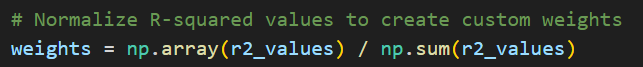 # Normalize R-squared values to create custom weights
weights = np.array(r2_values) / np.sum(r2_values)